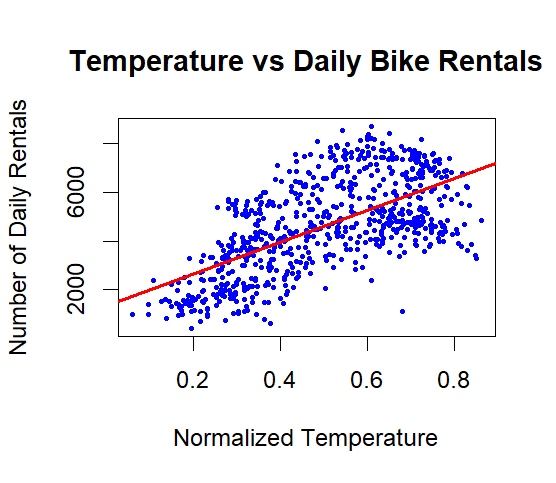 Temperature vs Daily Bike Rentals
Number of Daily Rentals
6000
2000
0.2 0.4 0.6 0.8
Normalized Temperature